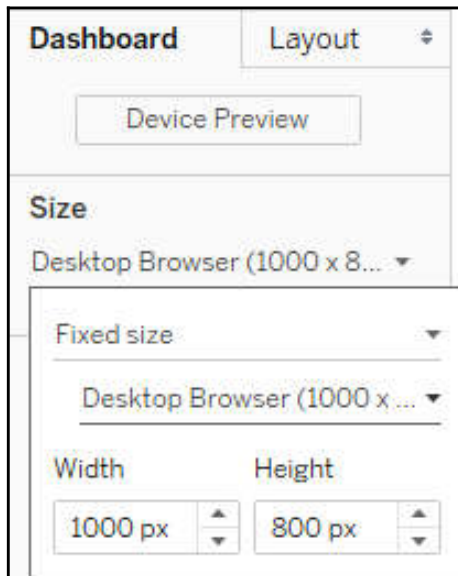 Dashboard Layout
Device Preview
Size
Desktop Browser (1000 x 8...
Fixed size
Desktop Browser (1000 x ...
Width Height
1000 px 800 px